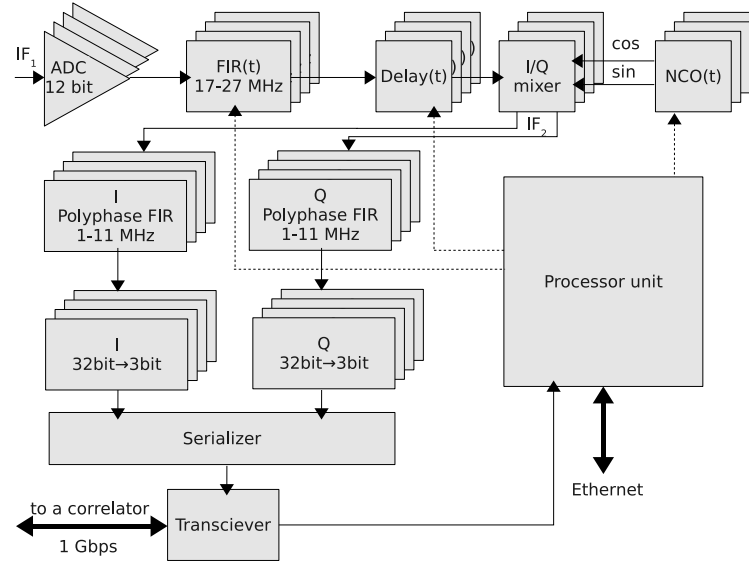 IF1
ADC
12 bit
FIR(t)
17-27 MHz
Delay(t)
I/Q
mixer
cos
sin
NCO(t)
IF2
I
Polyphase FIR
1-11 MHz
Q
Polyphase FIR
1-11 MHz
Processor unit
I
32bit→3bit
Q
32bit→3bit
Serializer
Ethernet
to a correlator
1 Gbps
Transciever